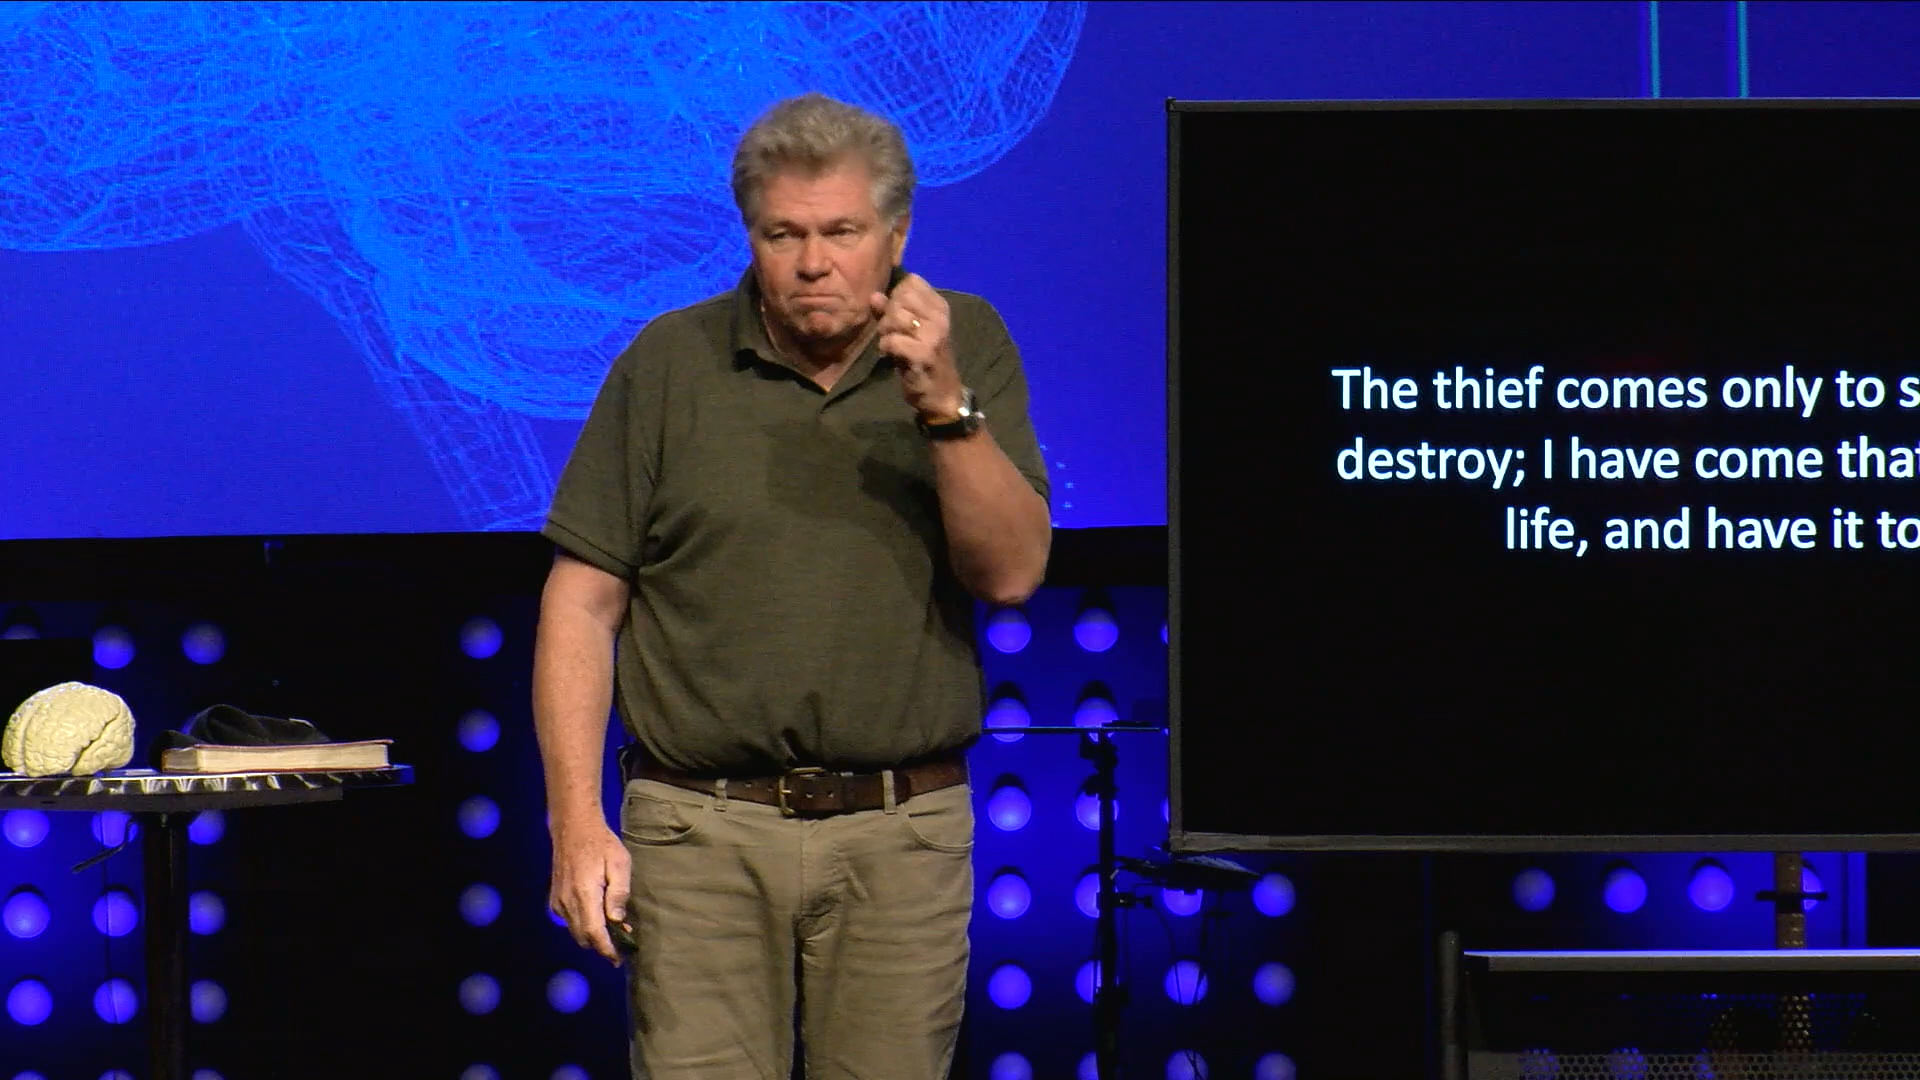 The thief comes only to s
destroy; I have come that
life, and have it to